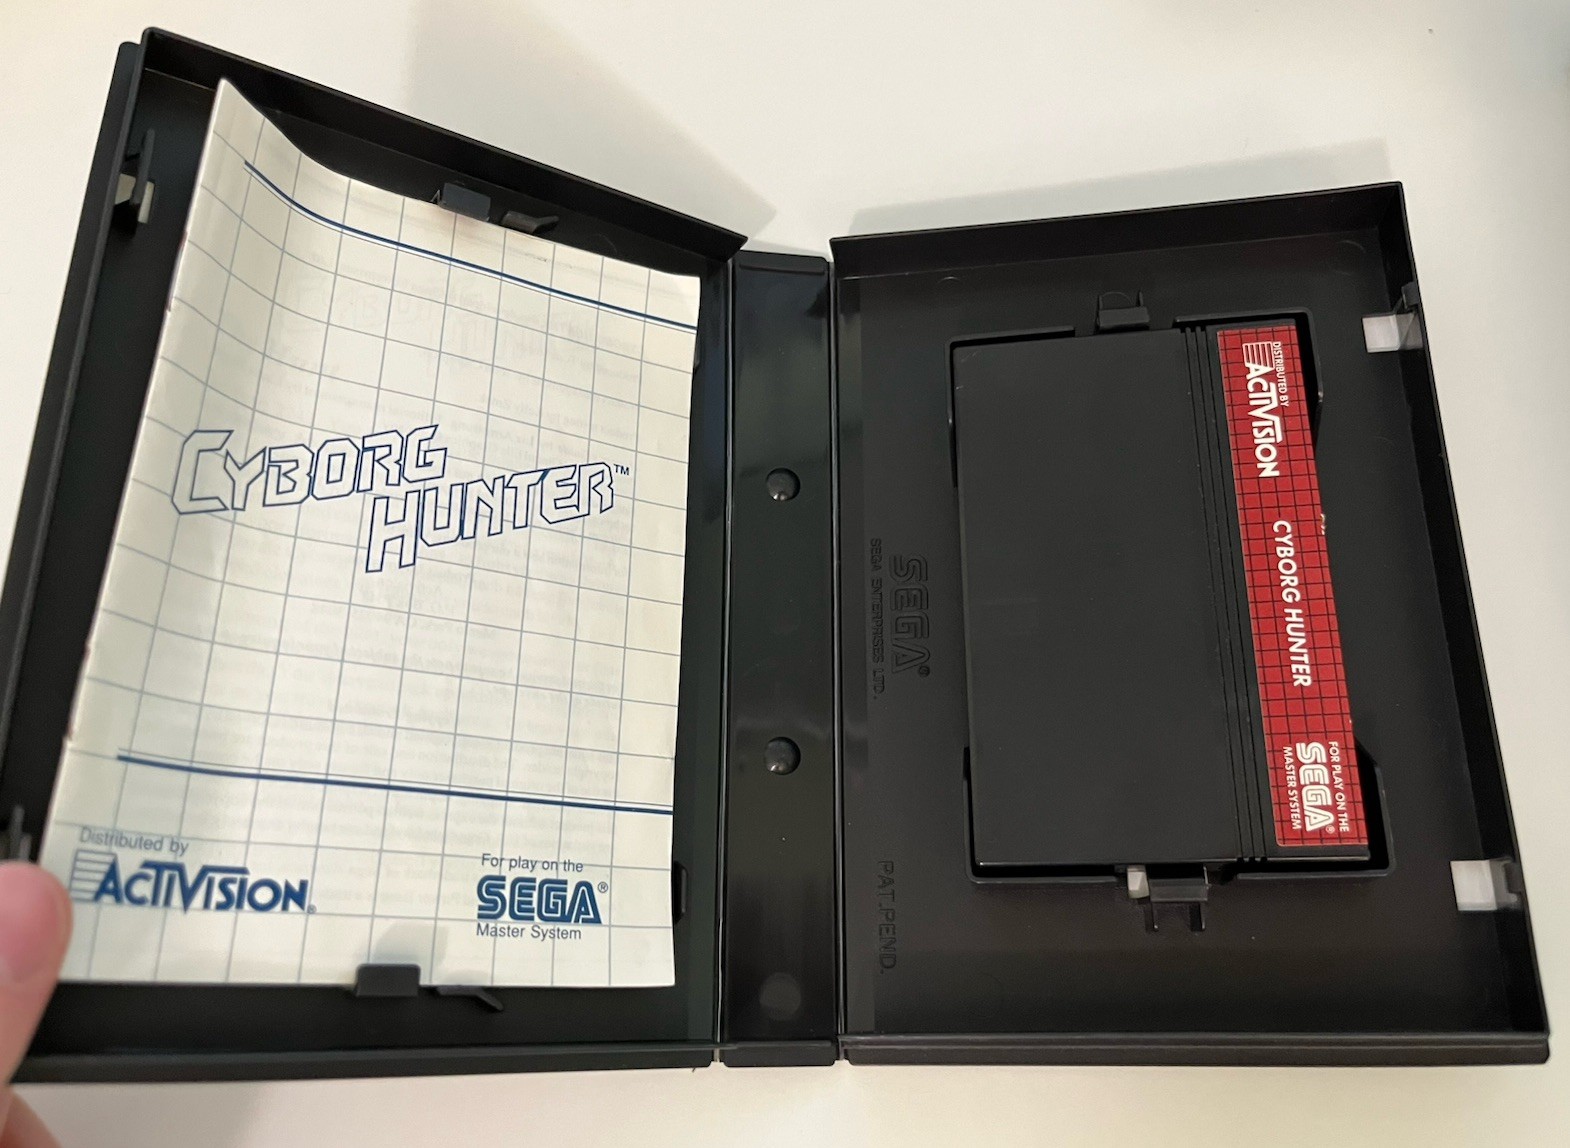 CYBORG
HUNTER™
Distributed by
ACTIVISION®
For play on the
SEGA®
Master System
SEGA®
SEGA ENTERPRISES LTD.
PAT. PEND.
DISTRIBUTED BY
ACTIVISION
CYBORG HUNTER
FOR PLAY ON THE
SEGA®
MASTER SYSTEM